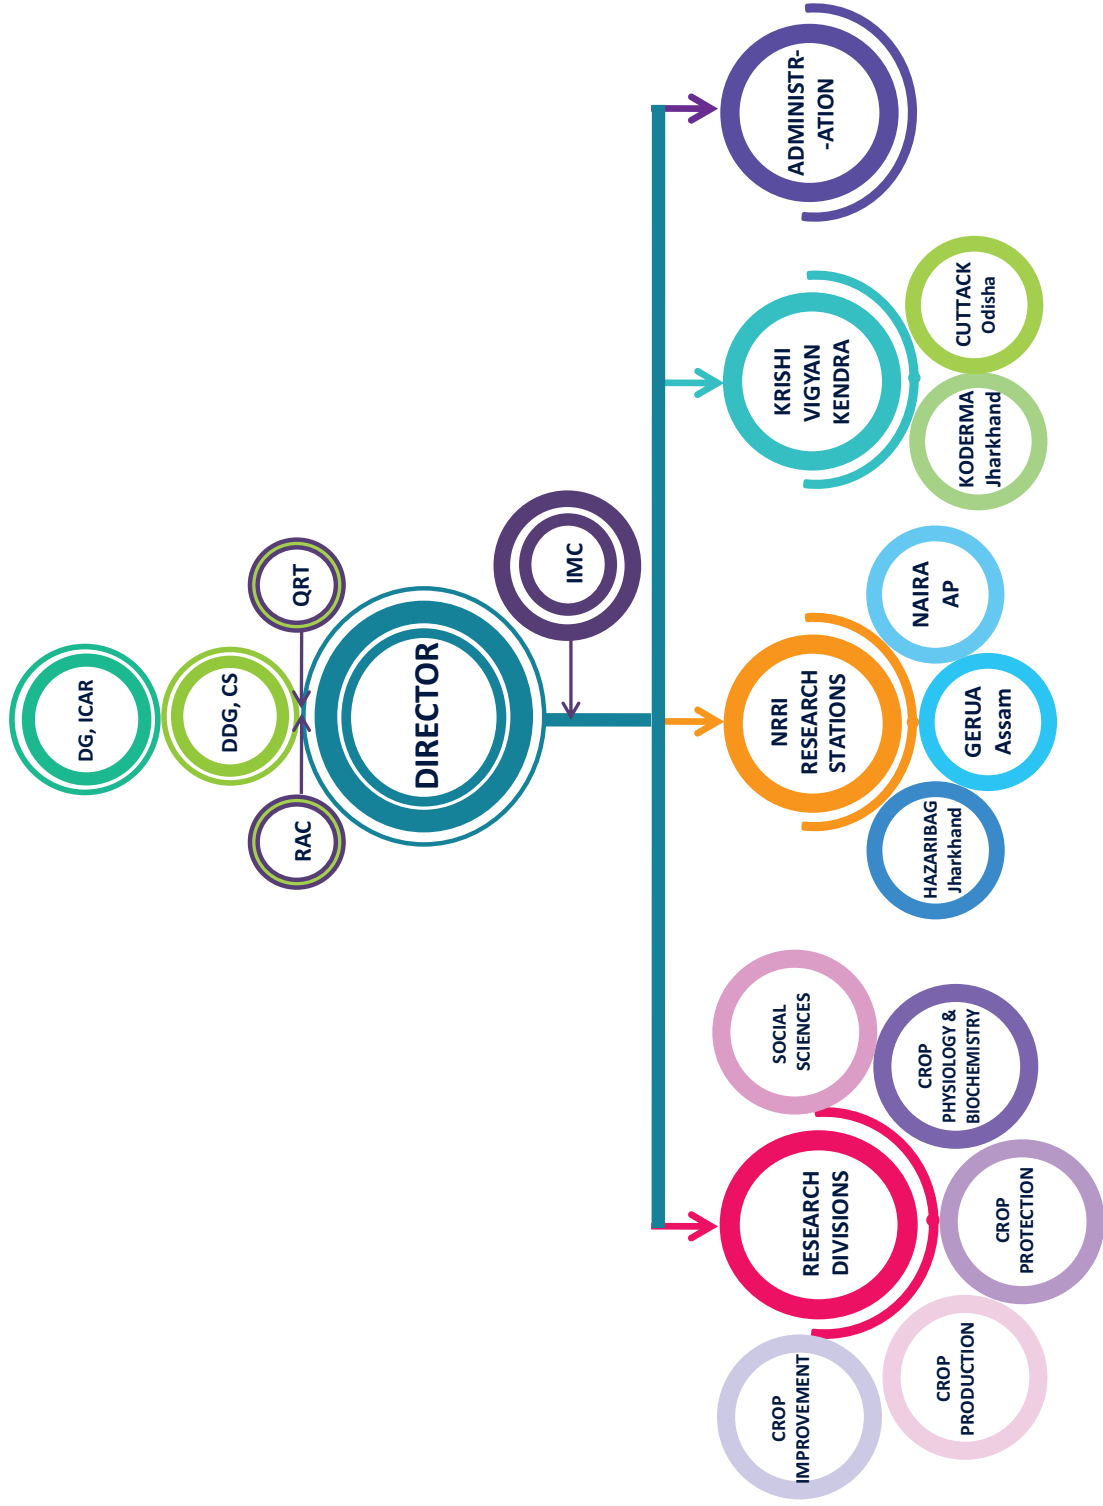 DG, ICAR
DDG, CS
RAC
QRT
DIRECTOR
IMC
RESEARCH
DIVISIONS
CROP
IMPROVEMENT
CROP
PRODUCTION
CROP
PROTECTION
CROP
PHYSIOLOGY &
BIOCHEMISTRY
SOCIAL
SCIENCES
NRRI
RESEARCH
STATIONS
HAZARIBAG
Jharkhand
GERUA
Assam
NAIRA
AP
KRISHI
VIGYAN
KENDRA
KODERMA
Jharkhand
CUTTACK
Odisha
ADMINISTR-
-ATION